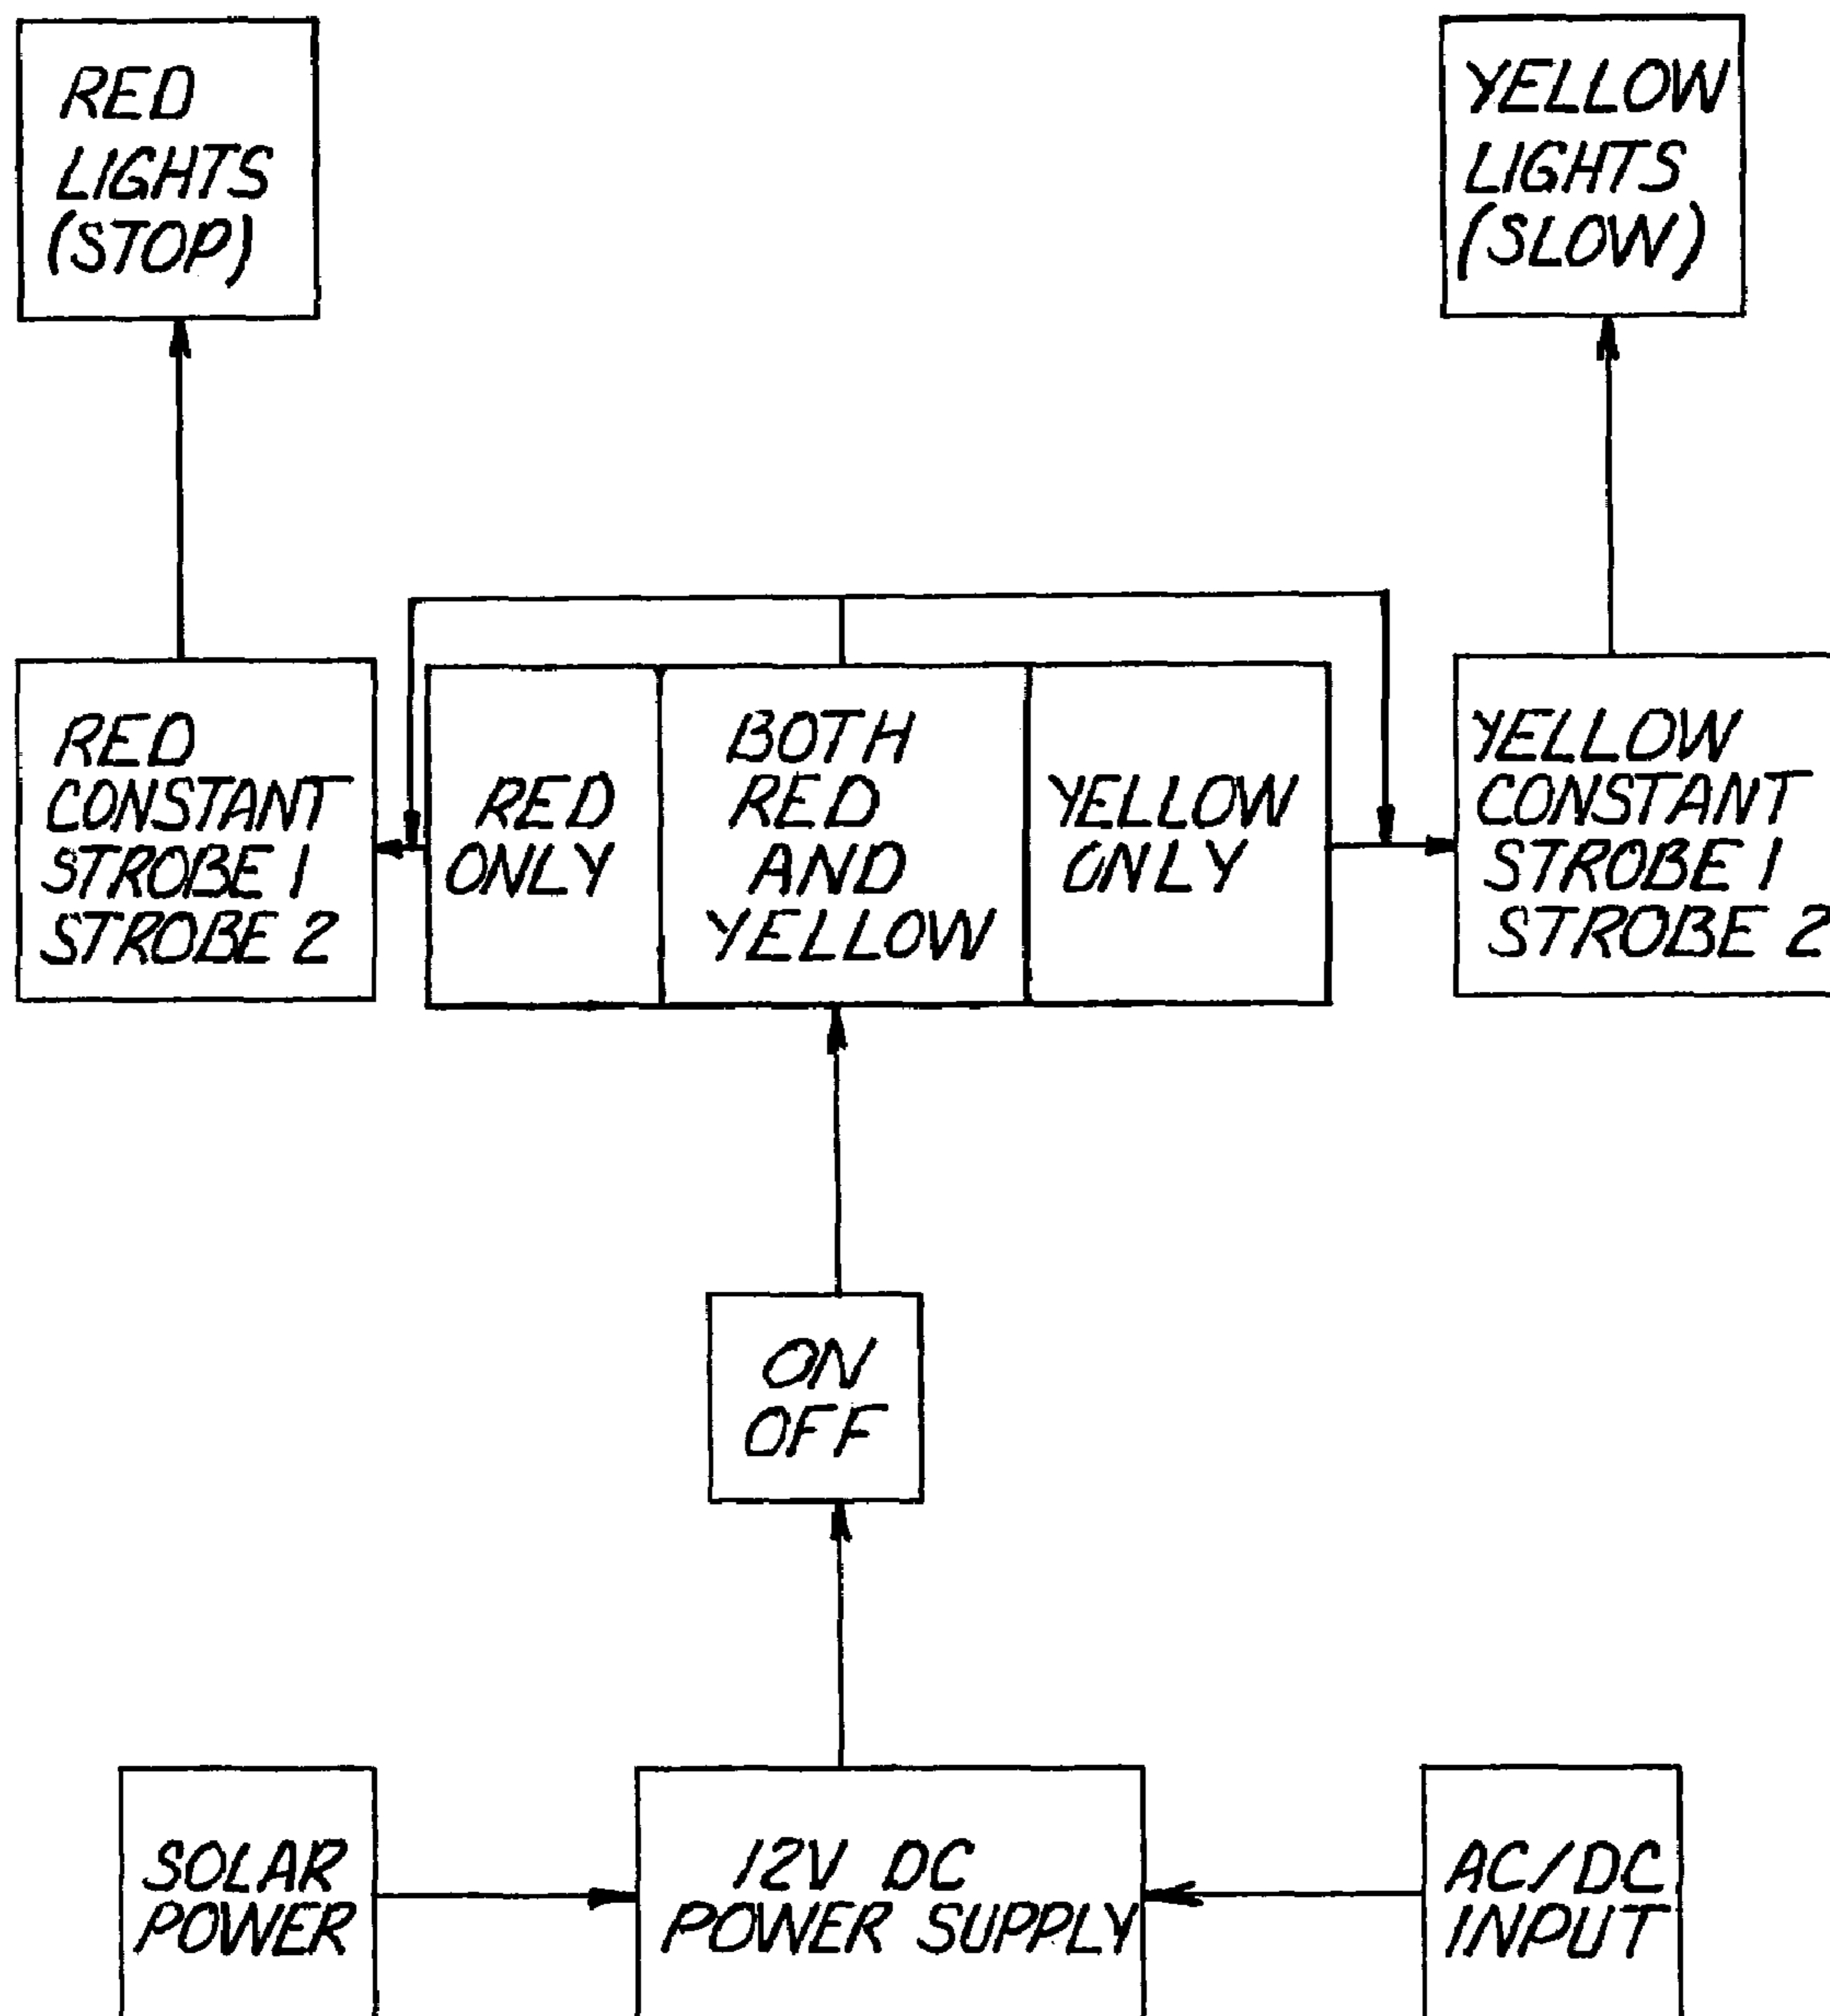 RED
LIGHTS
(STOP)
YELLOW
LIGHTS
(SLOW)
RED
CONSTANT
STROBE 1
STROBE 2
RED
ONLY
BOTH
RED
AND
YELLOW
YELLOW
ONLY
YELLOW
CONSTANT
STROBE 1
STROBE 2
ON
OFF
SOLAR
POWER
12V DC
POWER SUPPLY
AC/DC
INPUT